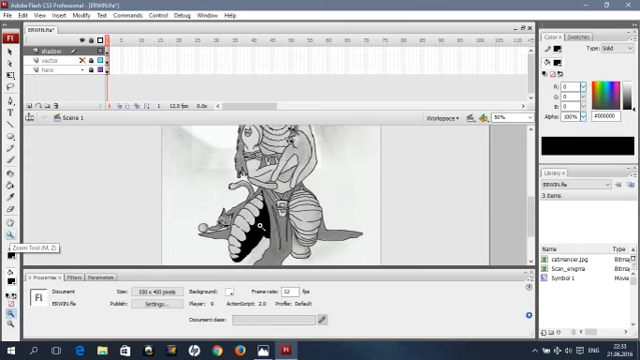 Adobe Flash CS3 Professional - [ERWIN.fla*]
File Edit View Insert Modify Text Commands Control Debug Window Help
ERWIN.fla*
shadow
vector
hero
5 10 15 20 25 30 35 40 45 50 55 60 65 70 75 80 85 90 95 100 105 110
1 12.0 fps 0.0s
Scene 1
Workspace
50%
Zoom Tool (M, Z)
Properties Filters Parameters
Document
ERWIN.fla
Size: 550 x 400 pixels
Background:
Frame rate: 12 fps
Publish: Settings...
Player: 9
ActionScript: 2.0
Profile: Default
Document class:
Color Swatches
Type: Solid
R: 0
G: 0
B: 0
Alpha: 100%
#000000
Library
ERWIN.fla
3 items
Name Type
catmancer.jpg Bitmap
Scan_enigma Bitmap
Symbol 1 Movie
ENG
22:33
21.06.2016